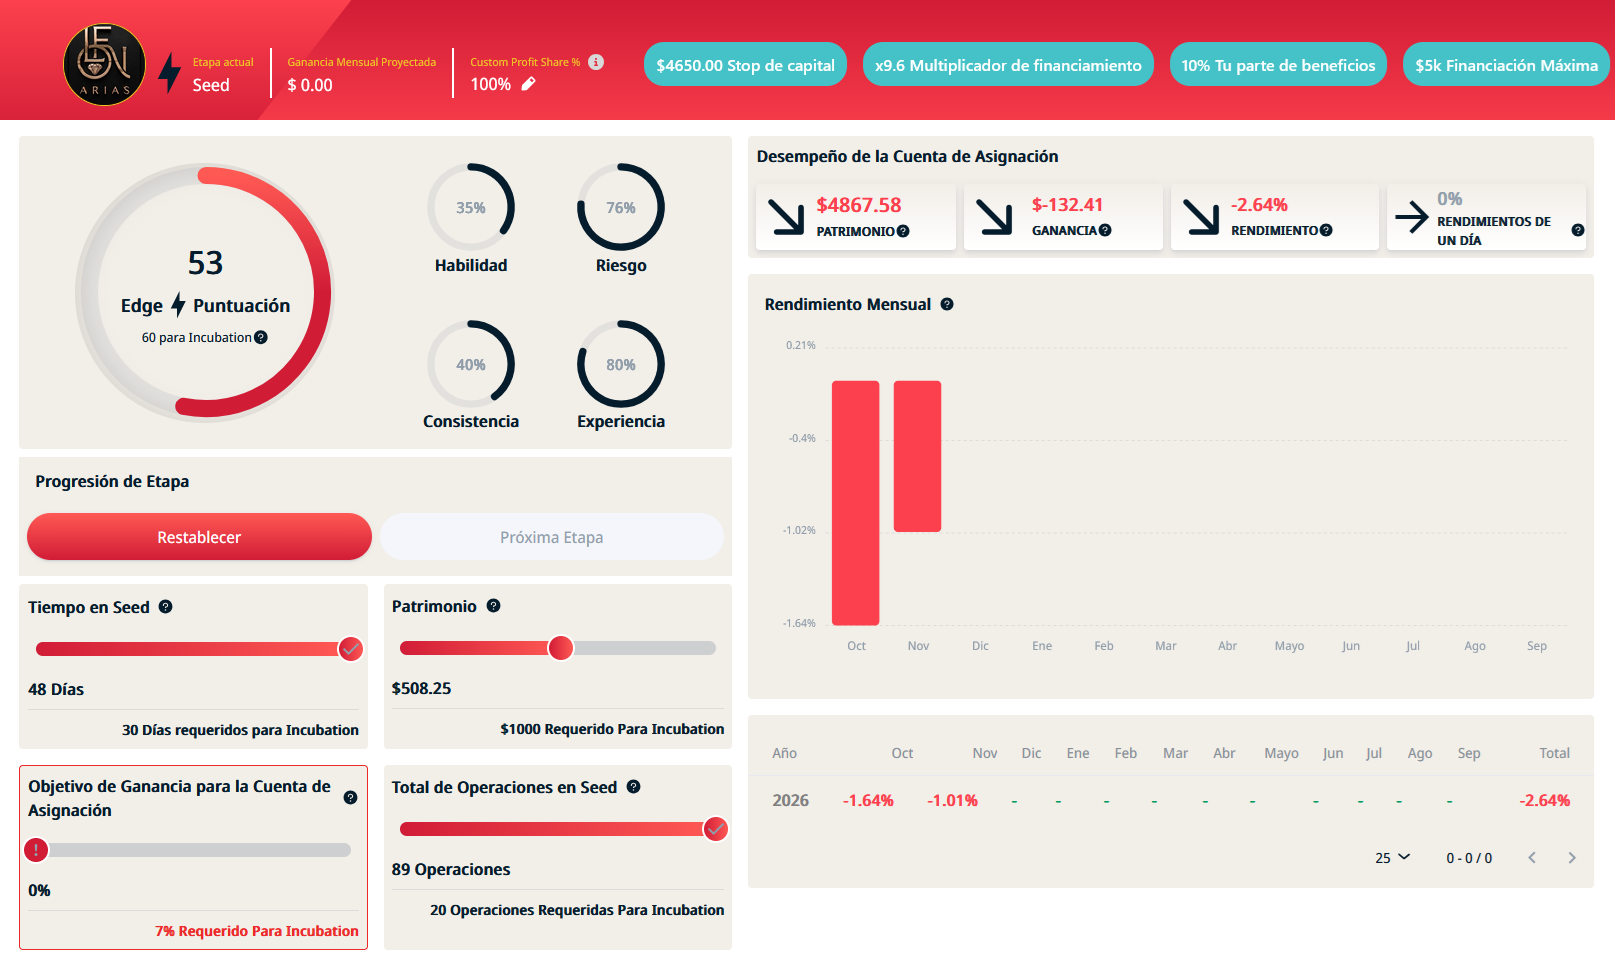 LEON
ARIAS
Etapa actual
Seed
Ganancia Mensual Proyectada
$ 0.00
Custom Profit Share %
100%
$4650.00 Stop de capital
x9.6 Multiplicador de financiamiento
10% Tu parte de beneficios
$5k Financiación Máxima
53
Edge Puntuación
60 para Incubation
35%
Habilidad
76%
Riesgo
40%
Consistencia
80%
Experiencia
Progresión de Etapa
Restablecer
Próxima Etapa
Tiempo en Seed
48 Días
30 Días requeridos para Incubation
Patrimonio
$508.25
$1000 Requerido Para Incubation
Objetivo de Ganancia para la Cuenta de
Asignación
0%
7% Requerido Para Incubation
Total de Operaciones en Seed
89 Operaciones
20 Operaciones Requeridas Para Incubation
Desempeño de la Cuenta de Asignación
$4867.58
PATRIMONIO
$-132.41
GANANCIA
-2.64%
RENDIMIENTO
0%
RENDIMIENTOS DE
UN DÍA
Rendimiento Mensual
0.21%
-0.4%
-1.02%
-1.64%
Oct Nov Dic Ene Feb Mar Abr Mayo Jun Jul Ago Sep
Año Oct Nov Dic Ene Feb Mar Abr Mayo Jun Jul Ago Sep Total
2026 -1.64% -1.01% - - - - - - - - - - -2.64%
25 0 - 0 / 0